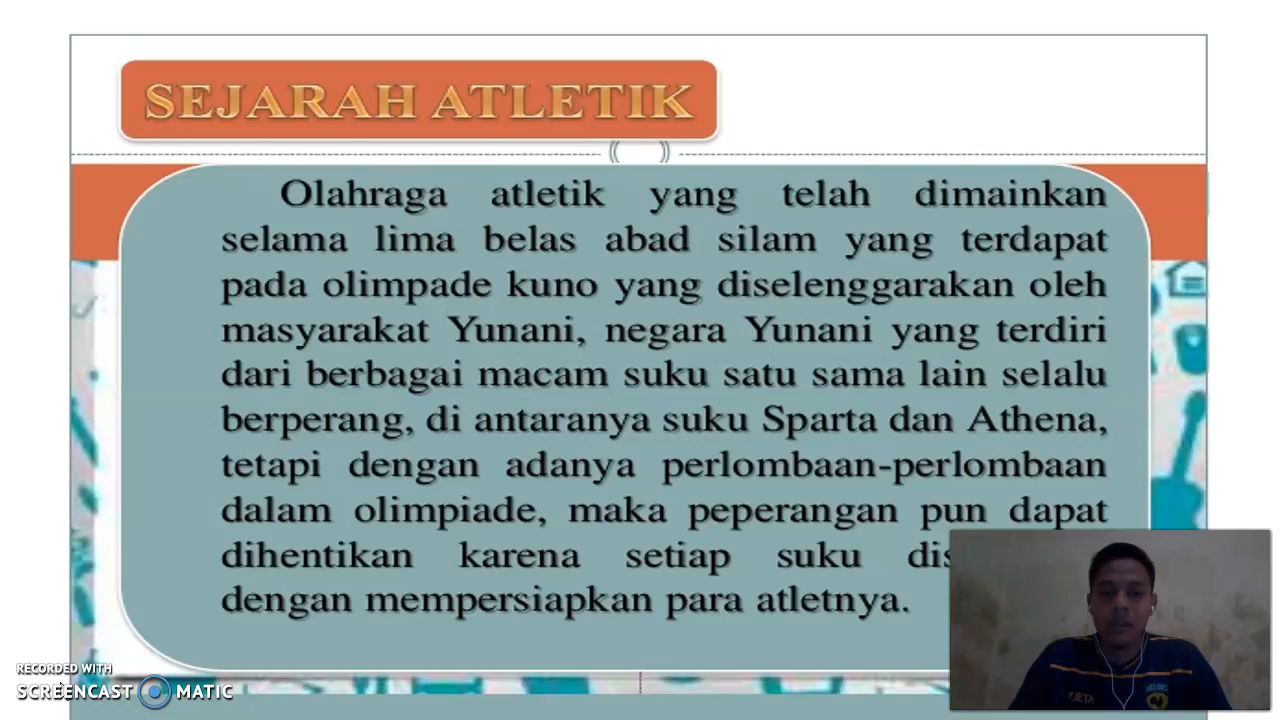 SEJARAH ATLETIK
Olahraga atletik yang telah dimainkan
selama lima belas abad silam yang terdapat
pada olimpade kuno yang diselenggarakan oleh
masyarakat Yunani, negara Yunani yang terdiri
dari berbagai macam suku satu sama lain selalu
berperang, di antaranya suku Sparta dan Athena,
tetapi dengan adanya perlombaan-perlombaan
dalam olimpiade, maka peperangan pun dapat
dihentikan karena setiap suku
dengan mempersiapkan para atletnya.
RECORDED WITH
SCREENCAST MATIC